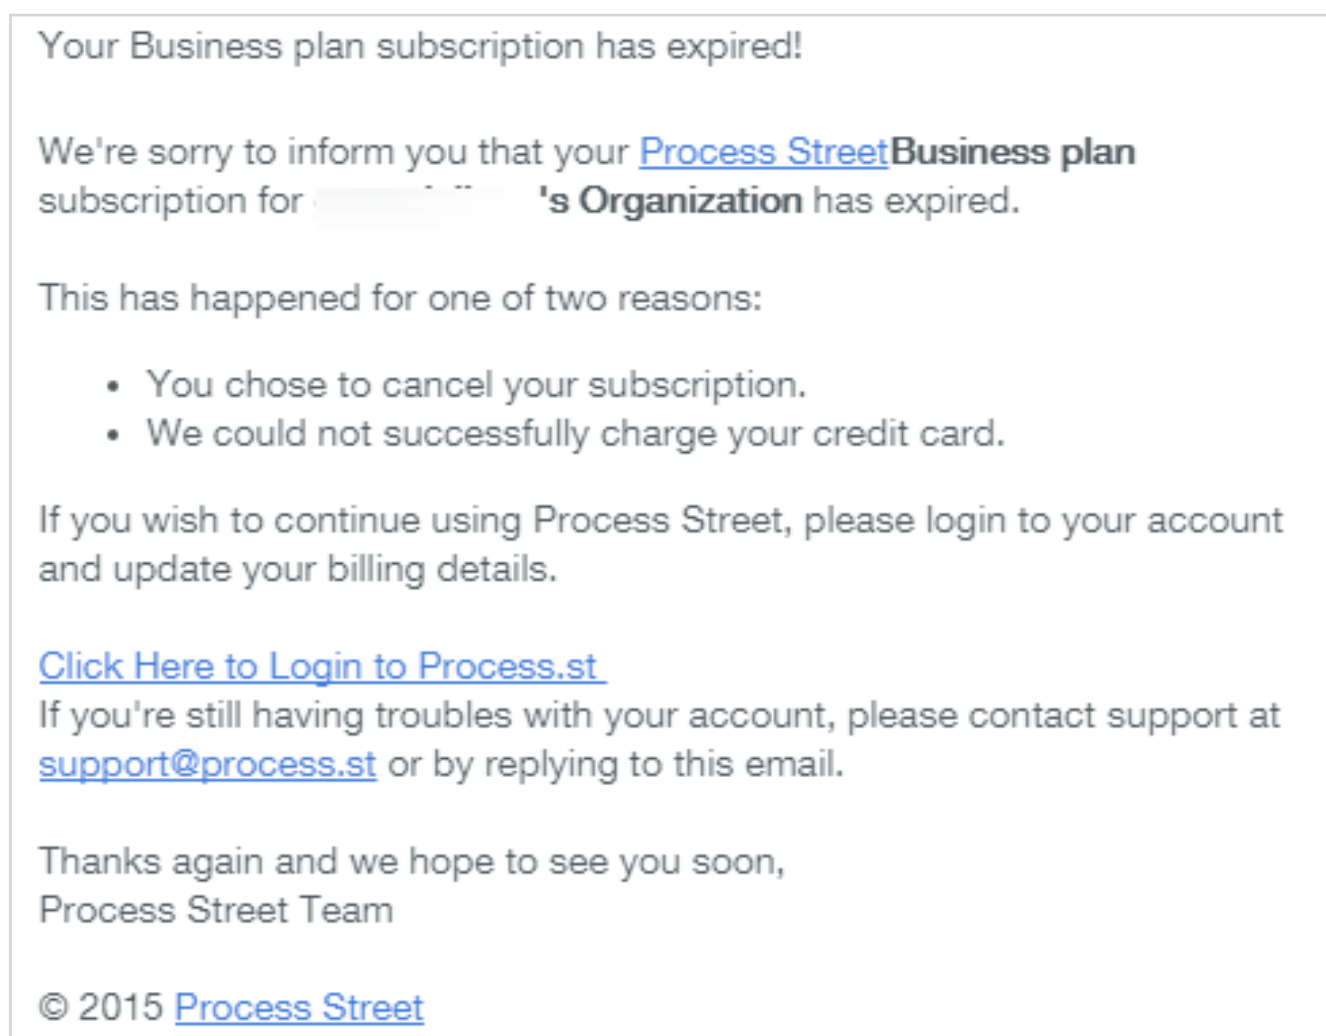 Your Business plan subscription has expired!
We're sorry to inform you that your Process StreetBusiness plan
subscription for 's Organization has expired.
This has happened for one of two reasons:
• You chose to cancel your subscription.
• We could not successfully charge your credit card.
If you wish to continue using Process Street, please login to your account
and update your billing details.
Click Here to Login to Process.st
If you're still having troubles with your account, please contact support at
support@process.st or by replying to this email.
Thanks again and we hope to see you soon,
Process Street Team
© 2015 Process Street